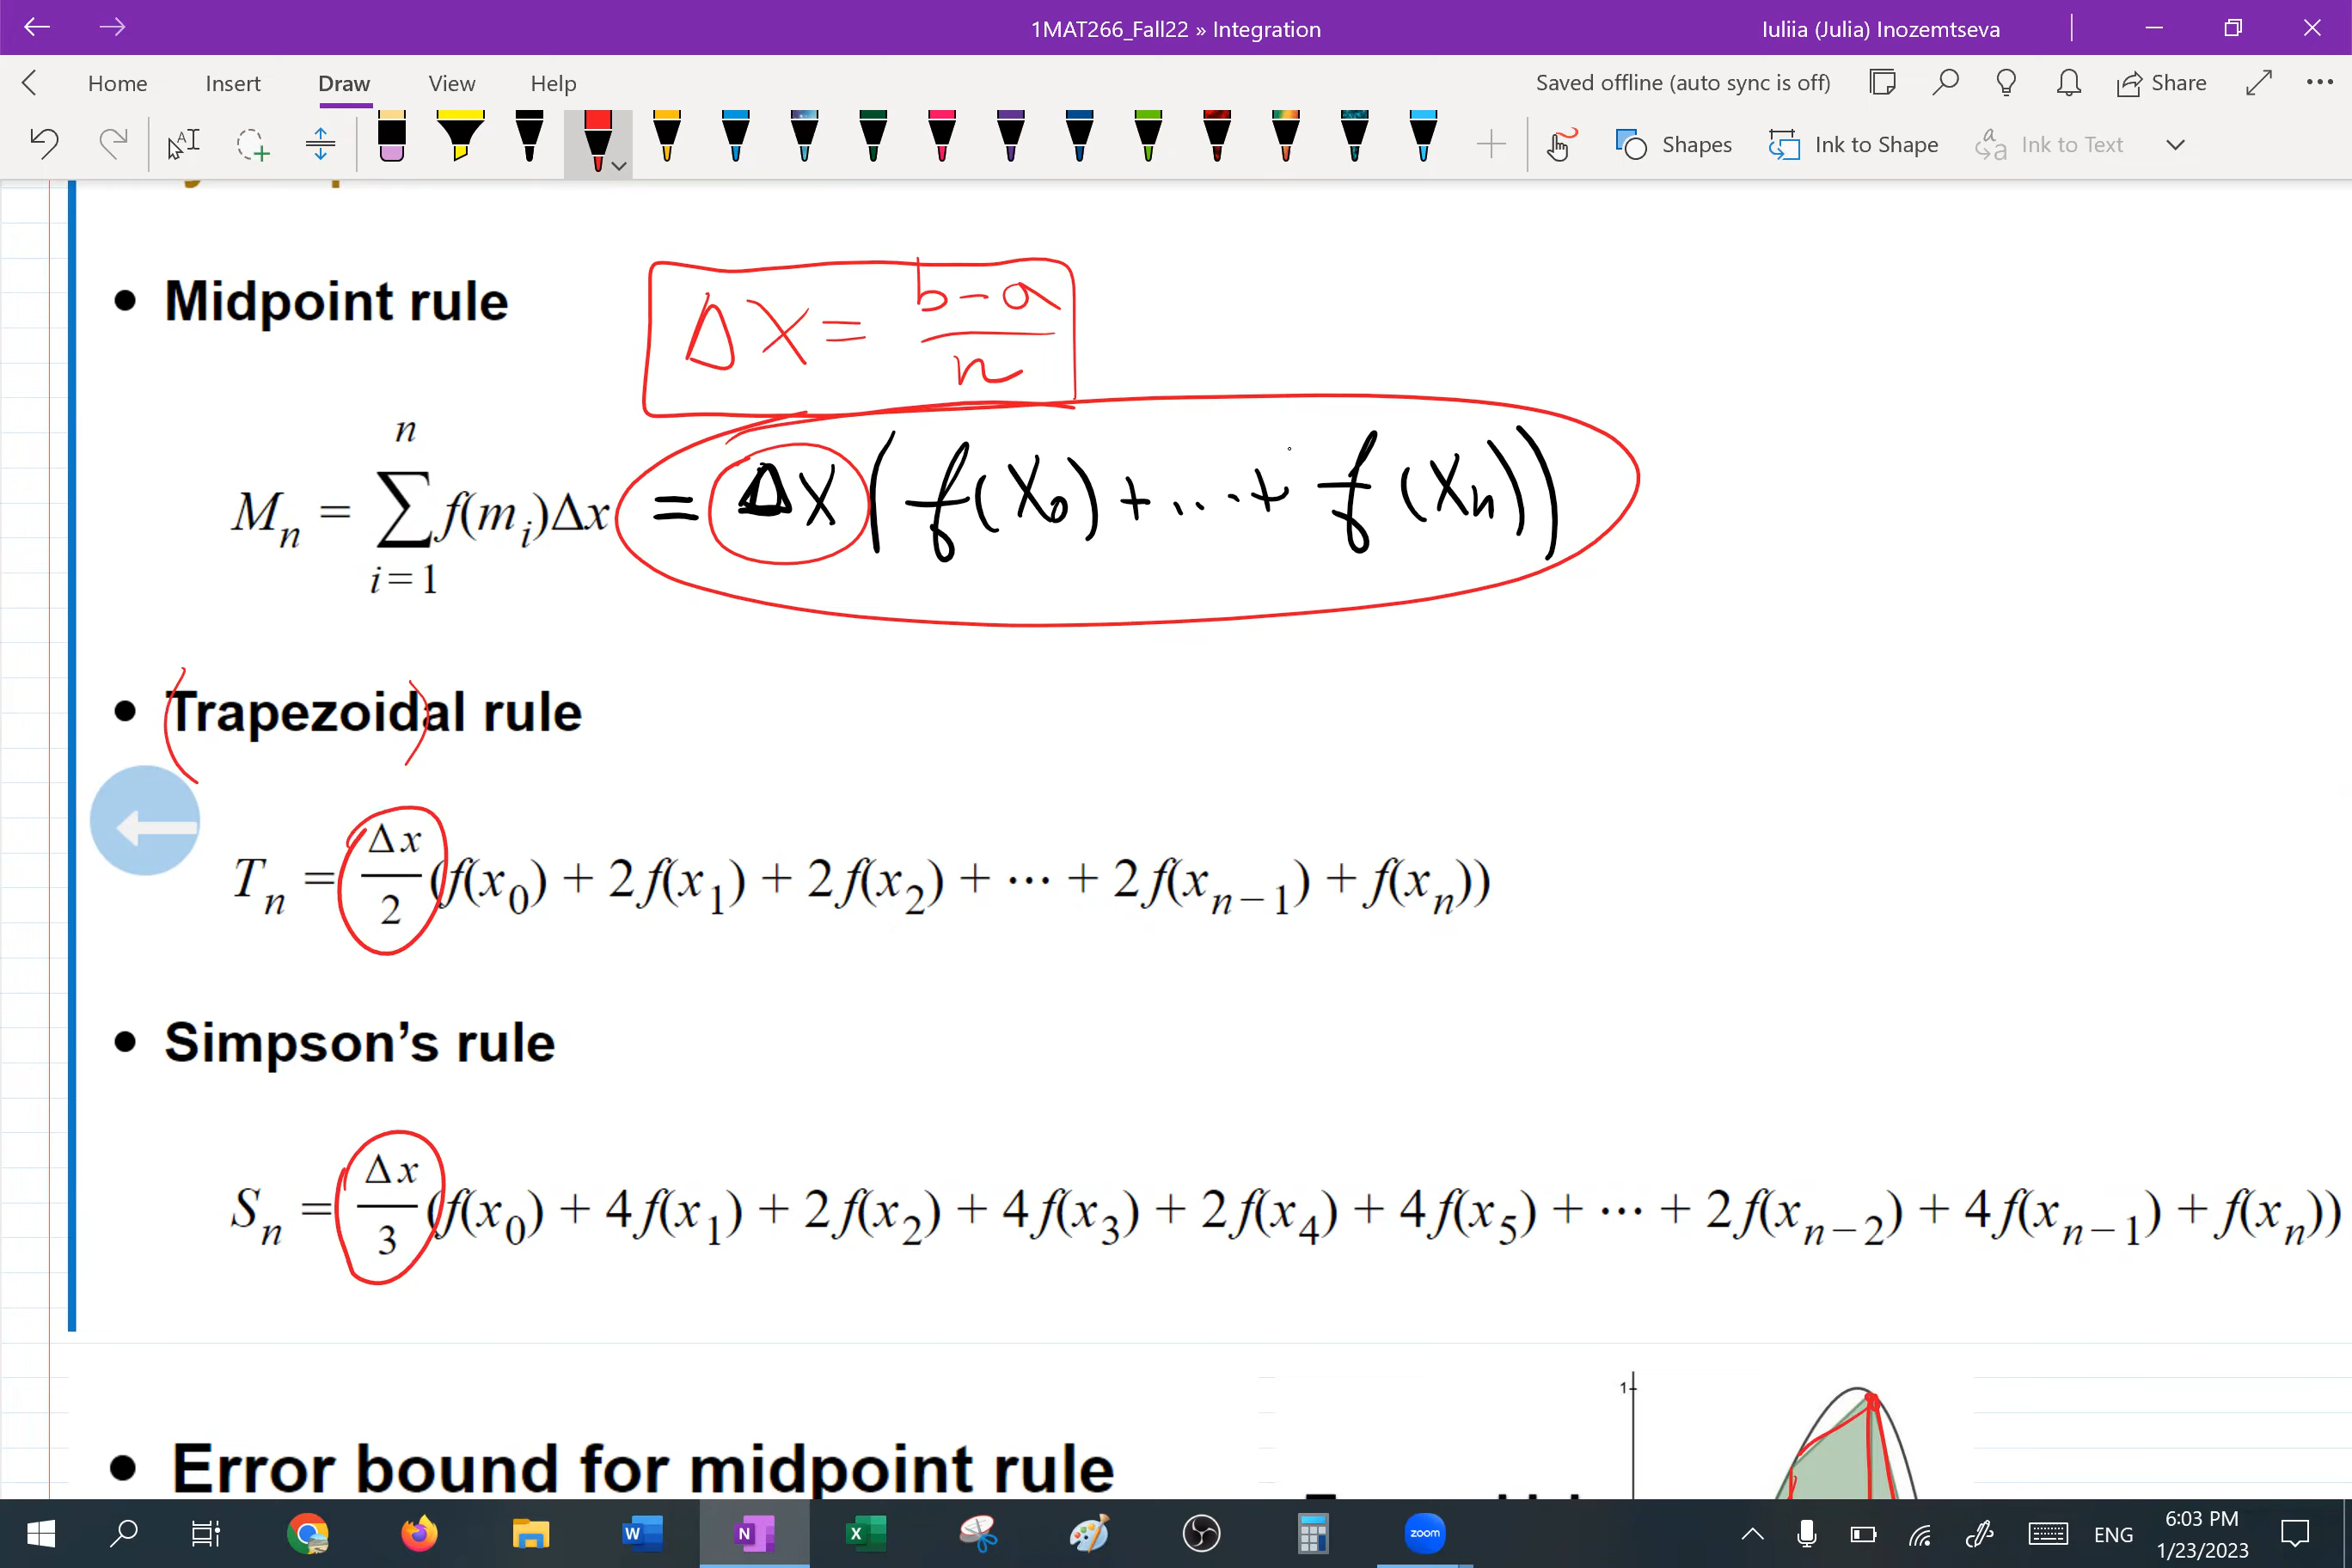 1MAT266_Fall22 » Integration
Iuliia (Julia) Inozemtseva
Home Insert Draw View Help
Saved offline (auto sync is off) Share
Shapes Ink to Shape Ink to Text
• Midpoint rule
Δx = b-a / n
M_n = ∑_{i=1}^{n} f(m_i)Δx = Δx(f(x_0)+...+f(x_n))
• Trapezoidal rule
T_n = Δx/2 (f(x_0) + 2f(x_1) + 2f(x_2) + ⋯ + 2f(x_{n-1}) + f(x_n))
• Simpson’s rule
S_n = Δx/3 (f(x_0) + 4f(x_1) + 2f(x_2) + 4f(x_3) + 2f(x_4) + 4f(x_5) + ⋯ + 2f(x_{n-2}) + 4f(x_{n-1}) + f(x_n))
1
• Error bound for midpoint rule
zoom
ENG
6:03 PM
1/23/2023